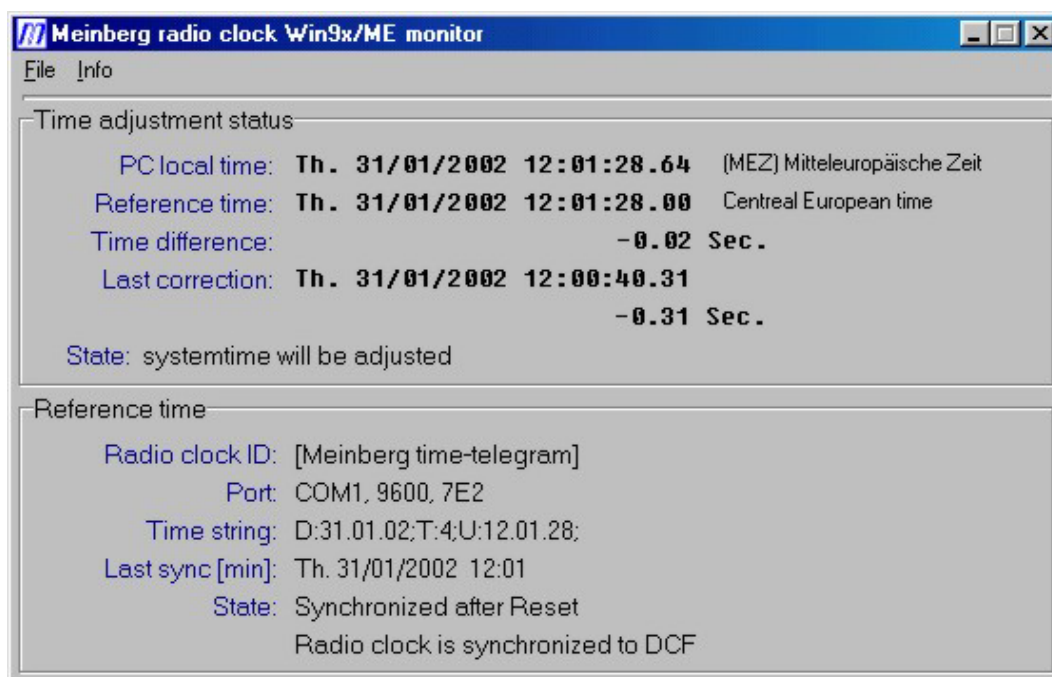 Meinberg radio clock Win9x/ME monitor
File Info
Time adjustment status
PC local time: Th. 31/01/2002 12:01:28.64 (MEZ) Mitteleuropäische Zeit
Reference time: Th. 31/01/2002 12:01:28.00 Centreal European time
Time difference: -0.02 Sec.
Last correction: Th. 31/01/2002 12:00:40.31
-0.31 Sec.
State: systemtime will be adjusted
Reference time
Radio clock ID: [Meinberg time-telegram]
Port: COM1, 9600, 7E2
Time string: D:31.01.02;T:4;U:12.01.28;
Last sync [min]: Th. 31/01/2002 12:01
State: Synchronized after Reset
Radio clock is synchronized to DCF